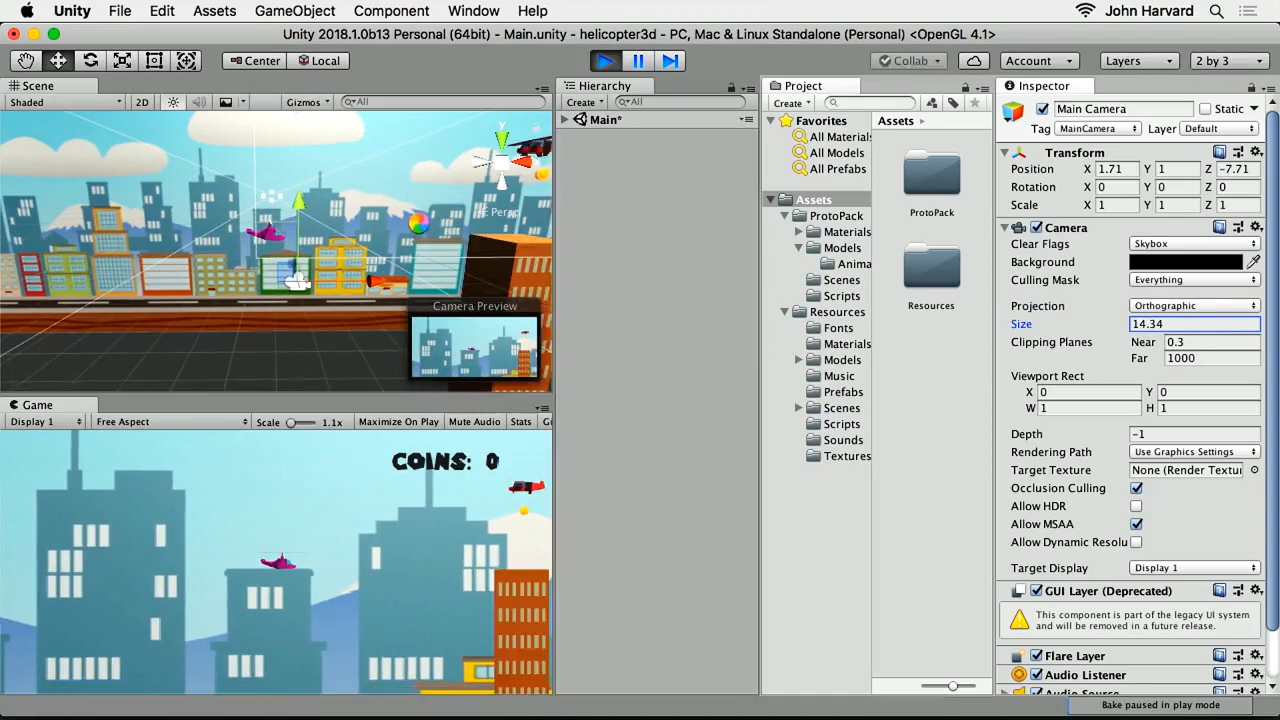 Unity File Edit Assets GameObject Component Window Help John Harvard
Unity 2018.1.0b13 Personal (64bit) - Main.unity - helicopter3d - PC, Mac & Linux Standalone (Personal) <OpenGL 4.1>
Center Local Collab Account Layers 2 by 3
Scene
Shaded 2D Gizmos All
y
Persp
Camera Preview
Game
Display 1 Free Aspect Scale 1.1x Maximize On Play Mute Audio Stats Gi
COINS: 0
Hierarchy
Create All
Main*
Project
Create
Favorites
All Materials
All Models
All Prefabs
Assets
ProtoPack
Materials
Models
Anima
Scenes
Scripts
Resources
Fonts
Materials
Models
Music
Prefabs
Scenes
Scripts
Sounds
Textures
Assets
ProtoPack
Resources
Inspector
Main Camera Static
Tag MainCamera Layer Default
Transform
Position X 1.71 Y 1 Z -7.71
Rotation X 0 Y 0 Z 0
Scale X 1 Y 1 Z 1
Camera
Clear Flags Skybox
Background
Culling Mask Everything
Projection Orthographic
Size 14.34
Clipping Planes Near 0.3
Far 1000
Viewport Rect
X 0 Y 0
W 1 H 1
Depth -1
Rendering Path Use Graphics Settings
Target Texture None (Render Textur
Occlusion Culling
Allow HDR
Allow MSAA
Allow Dynamic Resolu
Target Display Display 1
GUI Layer (Deprecated)
This component is part of the legacy UI system
and will be removed in a future release.
Flare Layer
Audio Listener
Audio Source
Bake paused in play mode